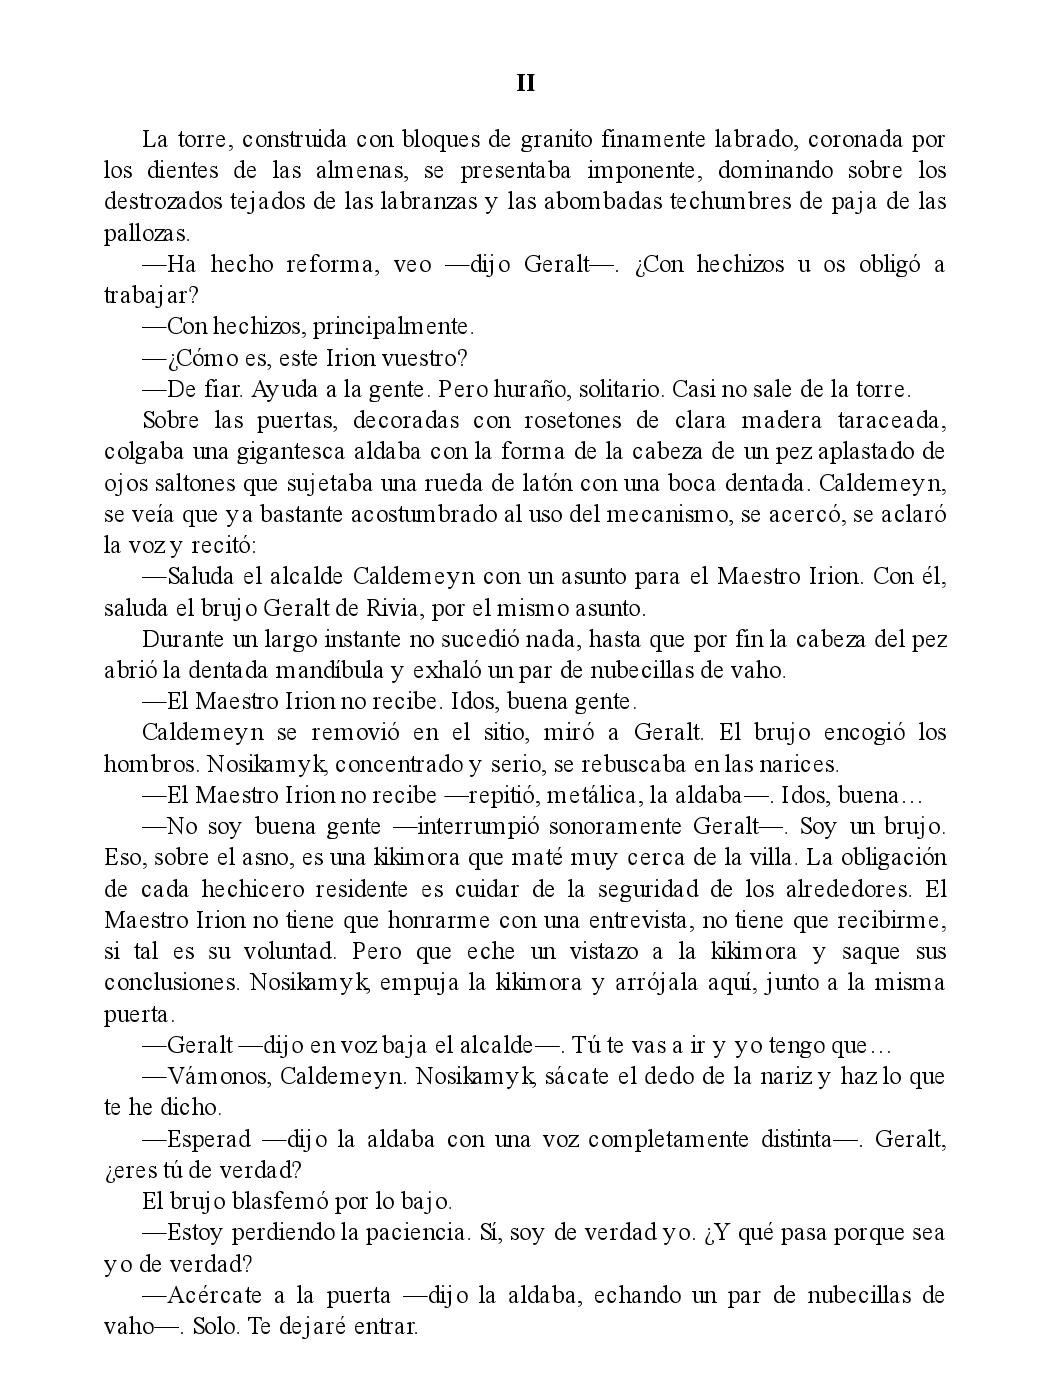 II
La torre, construida con bloques de granito finamente labrado, coronada por
los dientes de las almenas, se presentaba imponente, dominando sobre los
destrozados tejados de las labranzas y las abombadas techumbres de paja de las
pallozas.
—Ha hecho reforma, veo —dijo Geralt—. ¿Con hechizos u os obligó a
trabajar?
—Con hechizos, principalmente.
—¿Cómo es, este Irion vuestro?
—De fiar. Ayuda a la gente. Pero huraño, solitario. Casi no sale de la torre.
Sobre las puertas, decoradas con rosetones de clara madera taraceada,
colgaba una gigantesca aldaba con la forma de la cabeza de un pez aplastado de
ojos saltones que sujetaba una rueda de latón con una boca dentada. Caldemeyn,
se veía que ya bastante acostumbrado al uso del mecanismo, se acercó, se aclaró
la voz y recitó:
—Saluda el alcalde Caldemeyn con un asunto para el Maestro Irion. Con él,
saluda el brujo Geralt de Rivia, por el mismo asunto.
Durante un largo instante no sucedió nada, hasta que por fin la cabeza del pez
abrió la dentada mandíbula y exhaló un par de nubecillas de vaho.
—El Maestro Irion no recibe. Idos, buena gente.
Caldemeyn se removió en el sitio, miró a Geralt. El brujo encogió los
hombros. Nosikamyk, concentrado y serio, se rebuscaba en las narices.
—El Maestro Irion no recibe —repitió, metálica, la aldaba—. Idos, buena…
—No soy buena gente —interrumpió sonoramente Geralt—. Soy un brujo.
Eso, sobre el asno, es una kikimora que maté muy cerca de la villa. La obligación
de cada hechicero residente es cuidar de la seguridad de los alrededores. El
Maestro Irion no tiene que honrarme con una entrevista, no tiene que recibirme,
si tal es su voluntad. Pero que eche un vistazo a la kikimora y saque sus
conclusiones. Nosikamyk, empuja la kikimora y arrójala aquí, junto a la misma
puerta.
—Geralt —dijo en voz baja el alcalde—. Tú te vas a ir y yo tengo que…
—Vámonos, Caldemeyn. Nosikamyk, sácate el dedo de la nariz y haz lo que
te he dicho.
—Esperad —dijo la aldaba con una voz completamente distinta—. Geralt,
¿eres tú de verdad?
El brujo blasfemó por lo bajo.
—Estoy perdiendo la paciencia. Sí, soy de verdad yo. ¿Y qué pasa porque sea
yo de verdad?
—Acércate a la puerta —dijo la aldaba, echando un par de nubecillas de
vaho—. Solo. Te dejaré entrar.